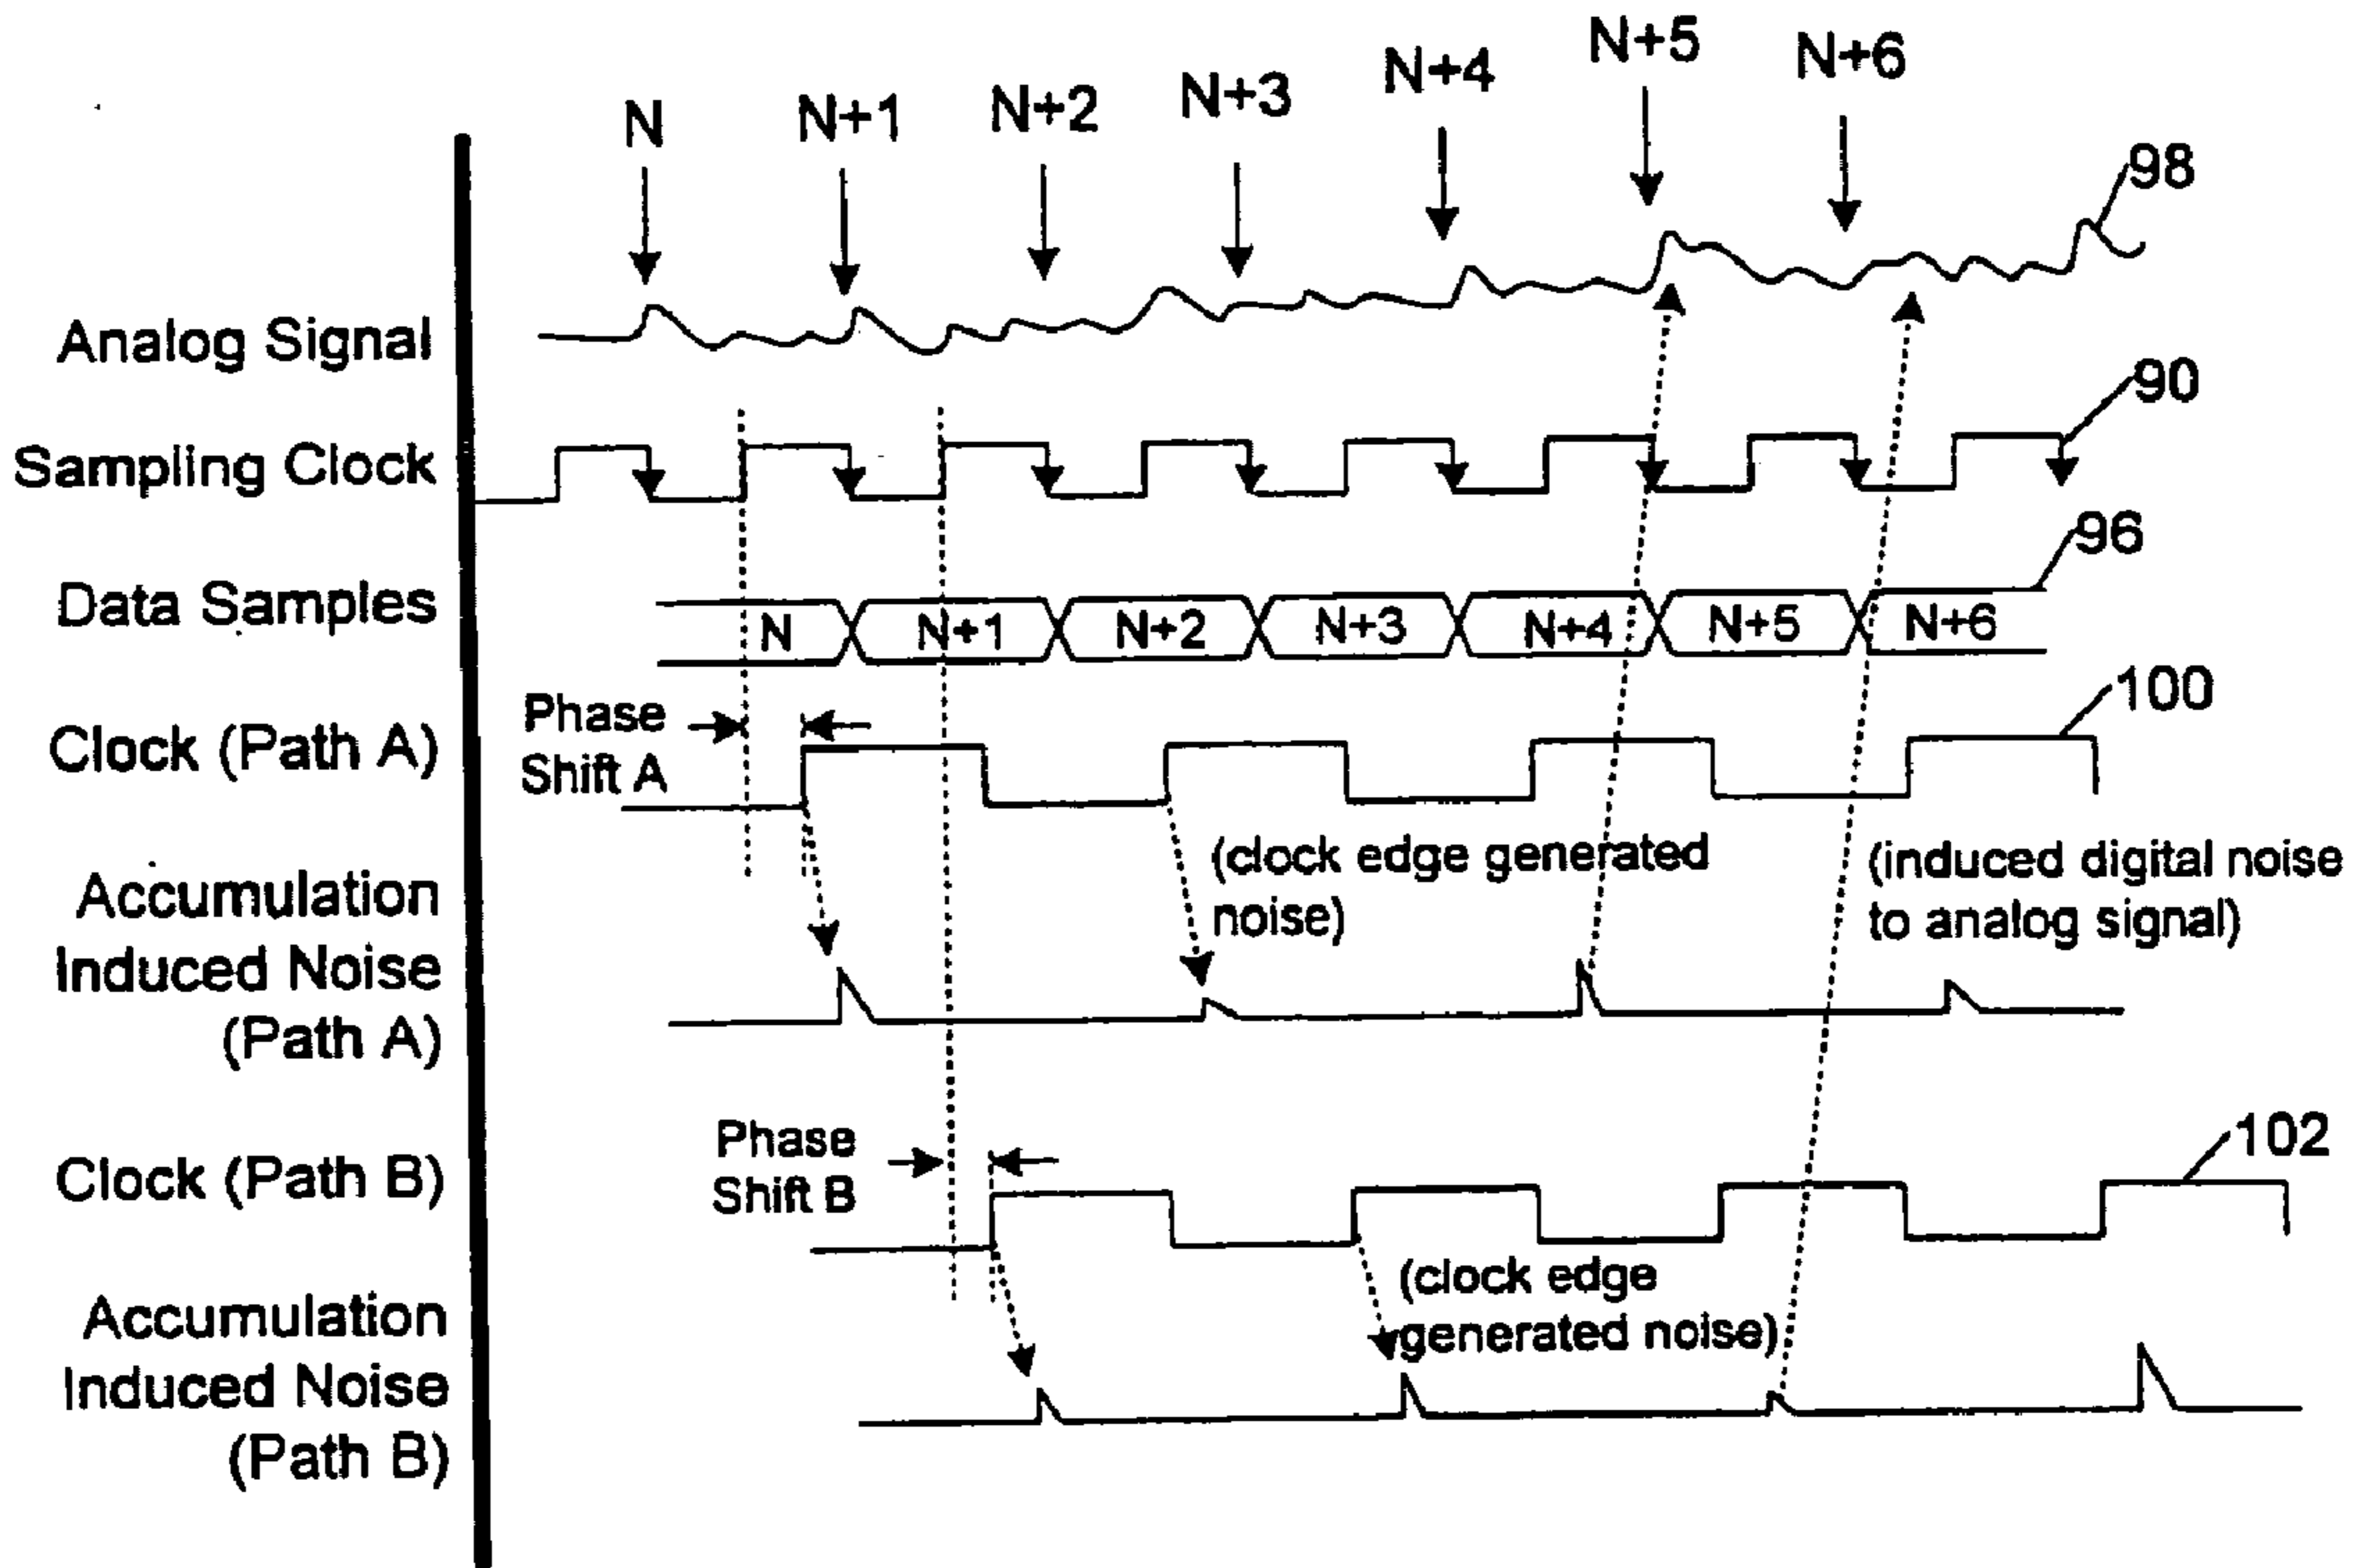 N
N+1
N+2
N+3
N+4
N+5
N+6
98
Analog Signal
90
Sampling Clock
96
Data Samples
N
N+1
N+2
N+3
N+4
N+5
N+6
100
Clock (Path A)
Phase
Shift A
(clock edge generated
noise)
(induced digital noise
to analog signal)
Accumulation
Induced Noise
(Path A)
102
Clock (Path B)
Phase
Shift B
(clock edge
generated noise)
Accumulation
Induced Noise
(Path B)